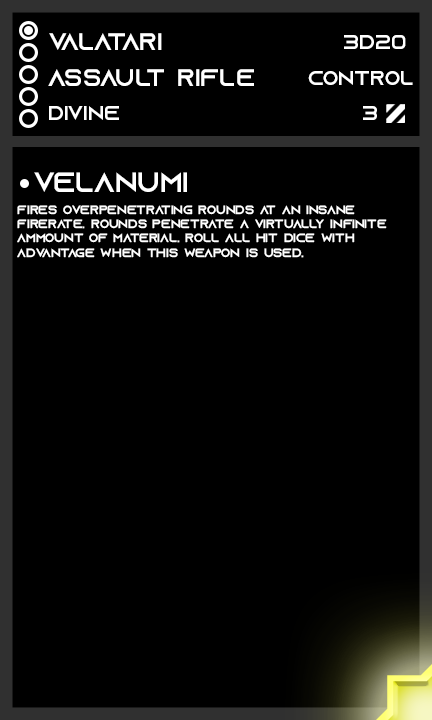 VALATARI 3D20
ASSAULT RIFLE CONTROL
DIVINE 3
• VELANUMI
FIRES OVERPENETRATING ROUNDS AT AN INSANE
FIRERATE. ROUNDS PENETRATE A VIRTUALLY INFINITE
AMMOUNT OF MATERIAL. ROLL ALL HIT DICE WITH
ADVANTAGE WHEN THIS WEAPON IS USED.